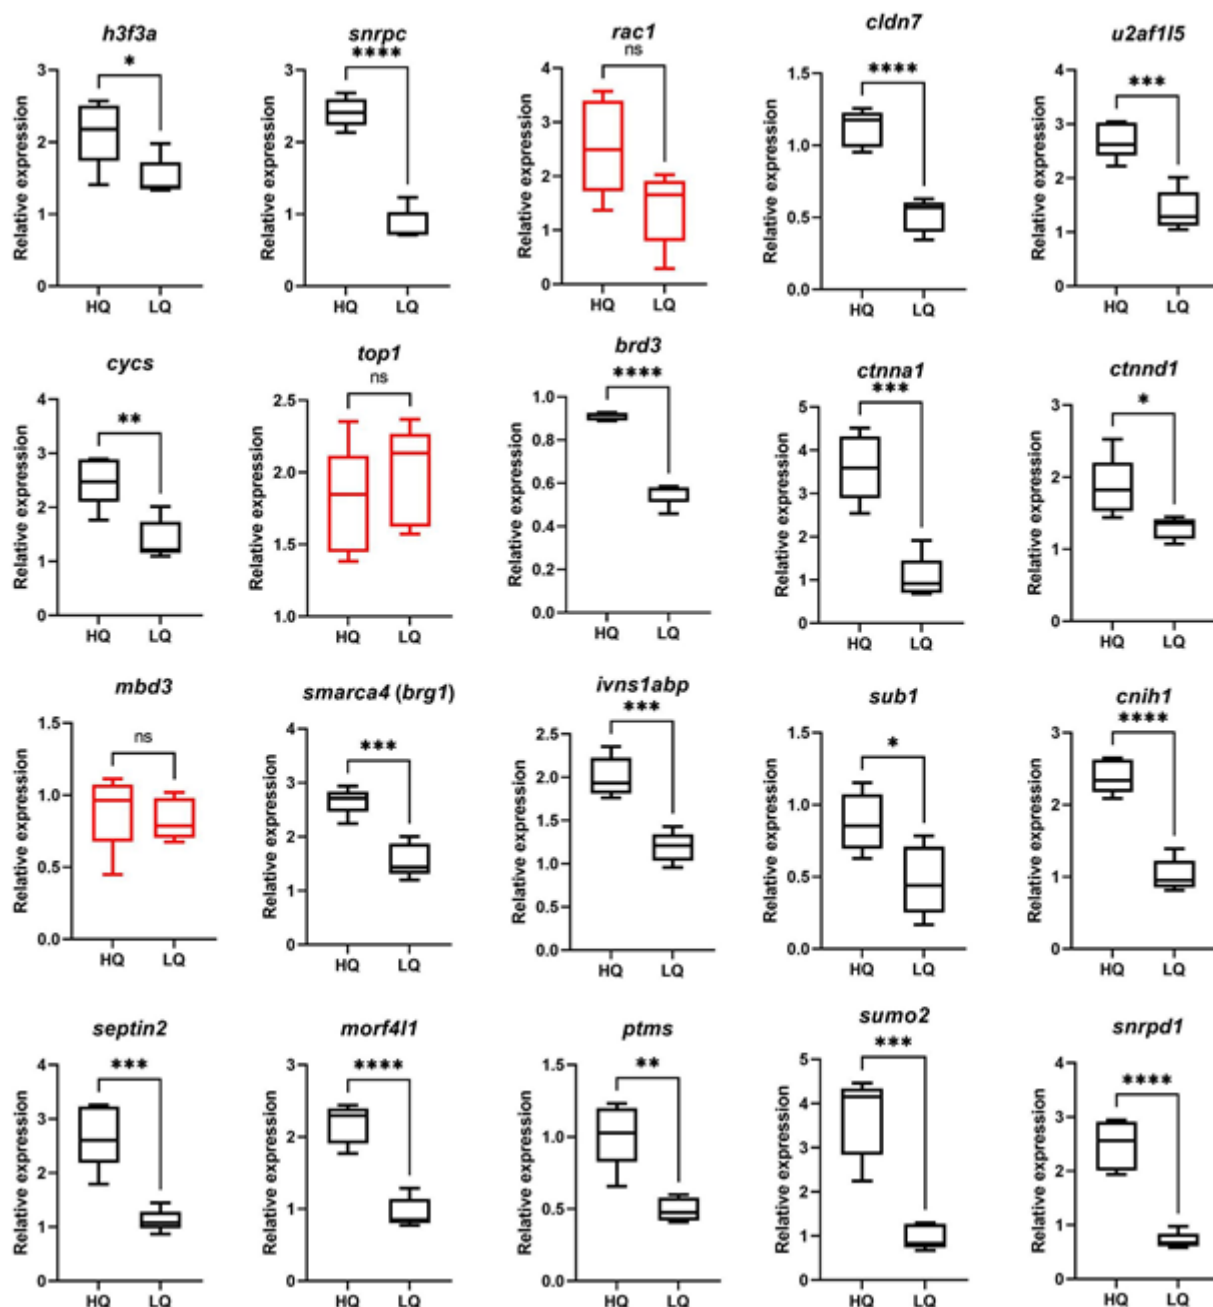 h3f3a
*
3
2
1
0
Relative expression
HQ LQ
snrpc
****
3
2
1
0
Relative expression
HQ LQ
rac1
ns
4
3
2
1
0
Relative expression
HQ LQ
cldn7
****
1.5
1.0
0.5
0.0
Relative expression
HQ LQ
u2af1l5
***
4
3
2
1
0
Relative expression
HQ LQ
cycs
**
4
3
2
1
0
Relative expression
HQ LQ
top1
ns
2.5
2.0
1.5
1.0
Relative expression
HQ LQ
brd3
****
1.0
0.8
0.6
0.4
0.2
0.0
Relative expression
HQ LQ
ctnna1
***
5
4
3
2
1
0
Relative expression
HQ LQ
ctnnd1
*
3
2
1
0
Relative expression
HQ LQ
mbd3
ns
1.5
1.0
0.5
0.0
Relative expression
HQ LQ
smarca4 (brg1)
***
4
3
2
1
0
Relative expression
HQ LQ
ivns1abp
***
2.5
2.0
1.5
1.0
0.5
0.0
Relative expression
HQ LQ
sub1
*
1.5
1.0
0.5
0.0
Relative expression
HQ LQ
cnih1
****
3
2
1
0
Relative expression
HQ LQ
septin2
***
4
3
2
1
0
Relative expression
HQ LQ
morf4l1
****
3
2
1
0
Relative expression
HQ LQ
ptms
**
1.5
1.0
0.5
0.0
Relative expression
HQ LQ
sumo2
***
5
4
3
2
1
0
Relative expression
HQ LQ
snrpd1
****
4
3
2
1
0
Relative expression
HQ LQ